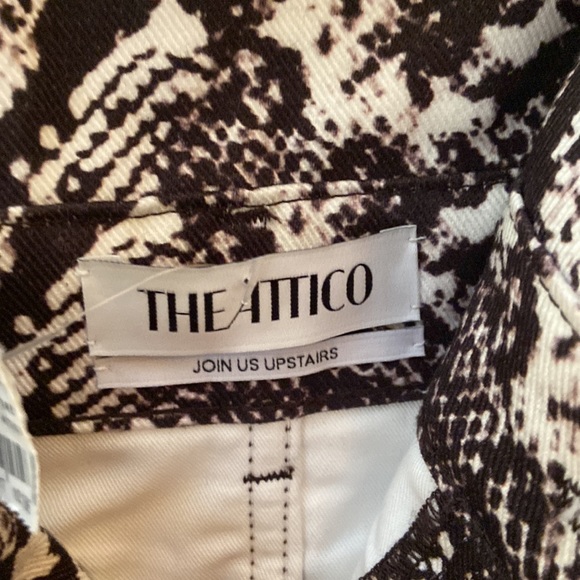 THE ATTICO
JOIN US UPSTAIRS